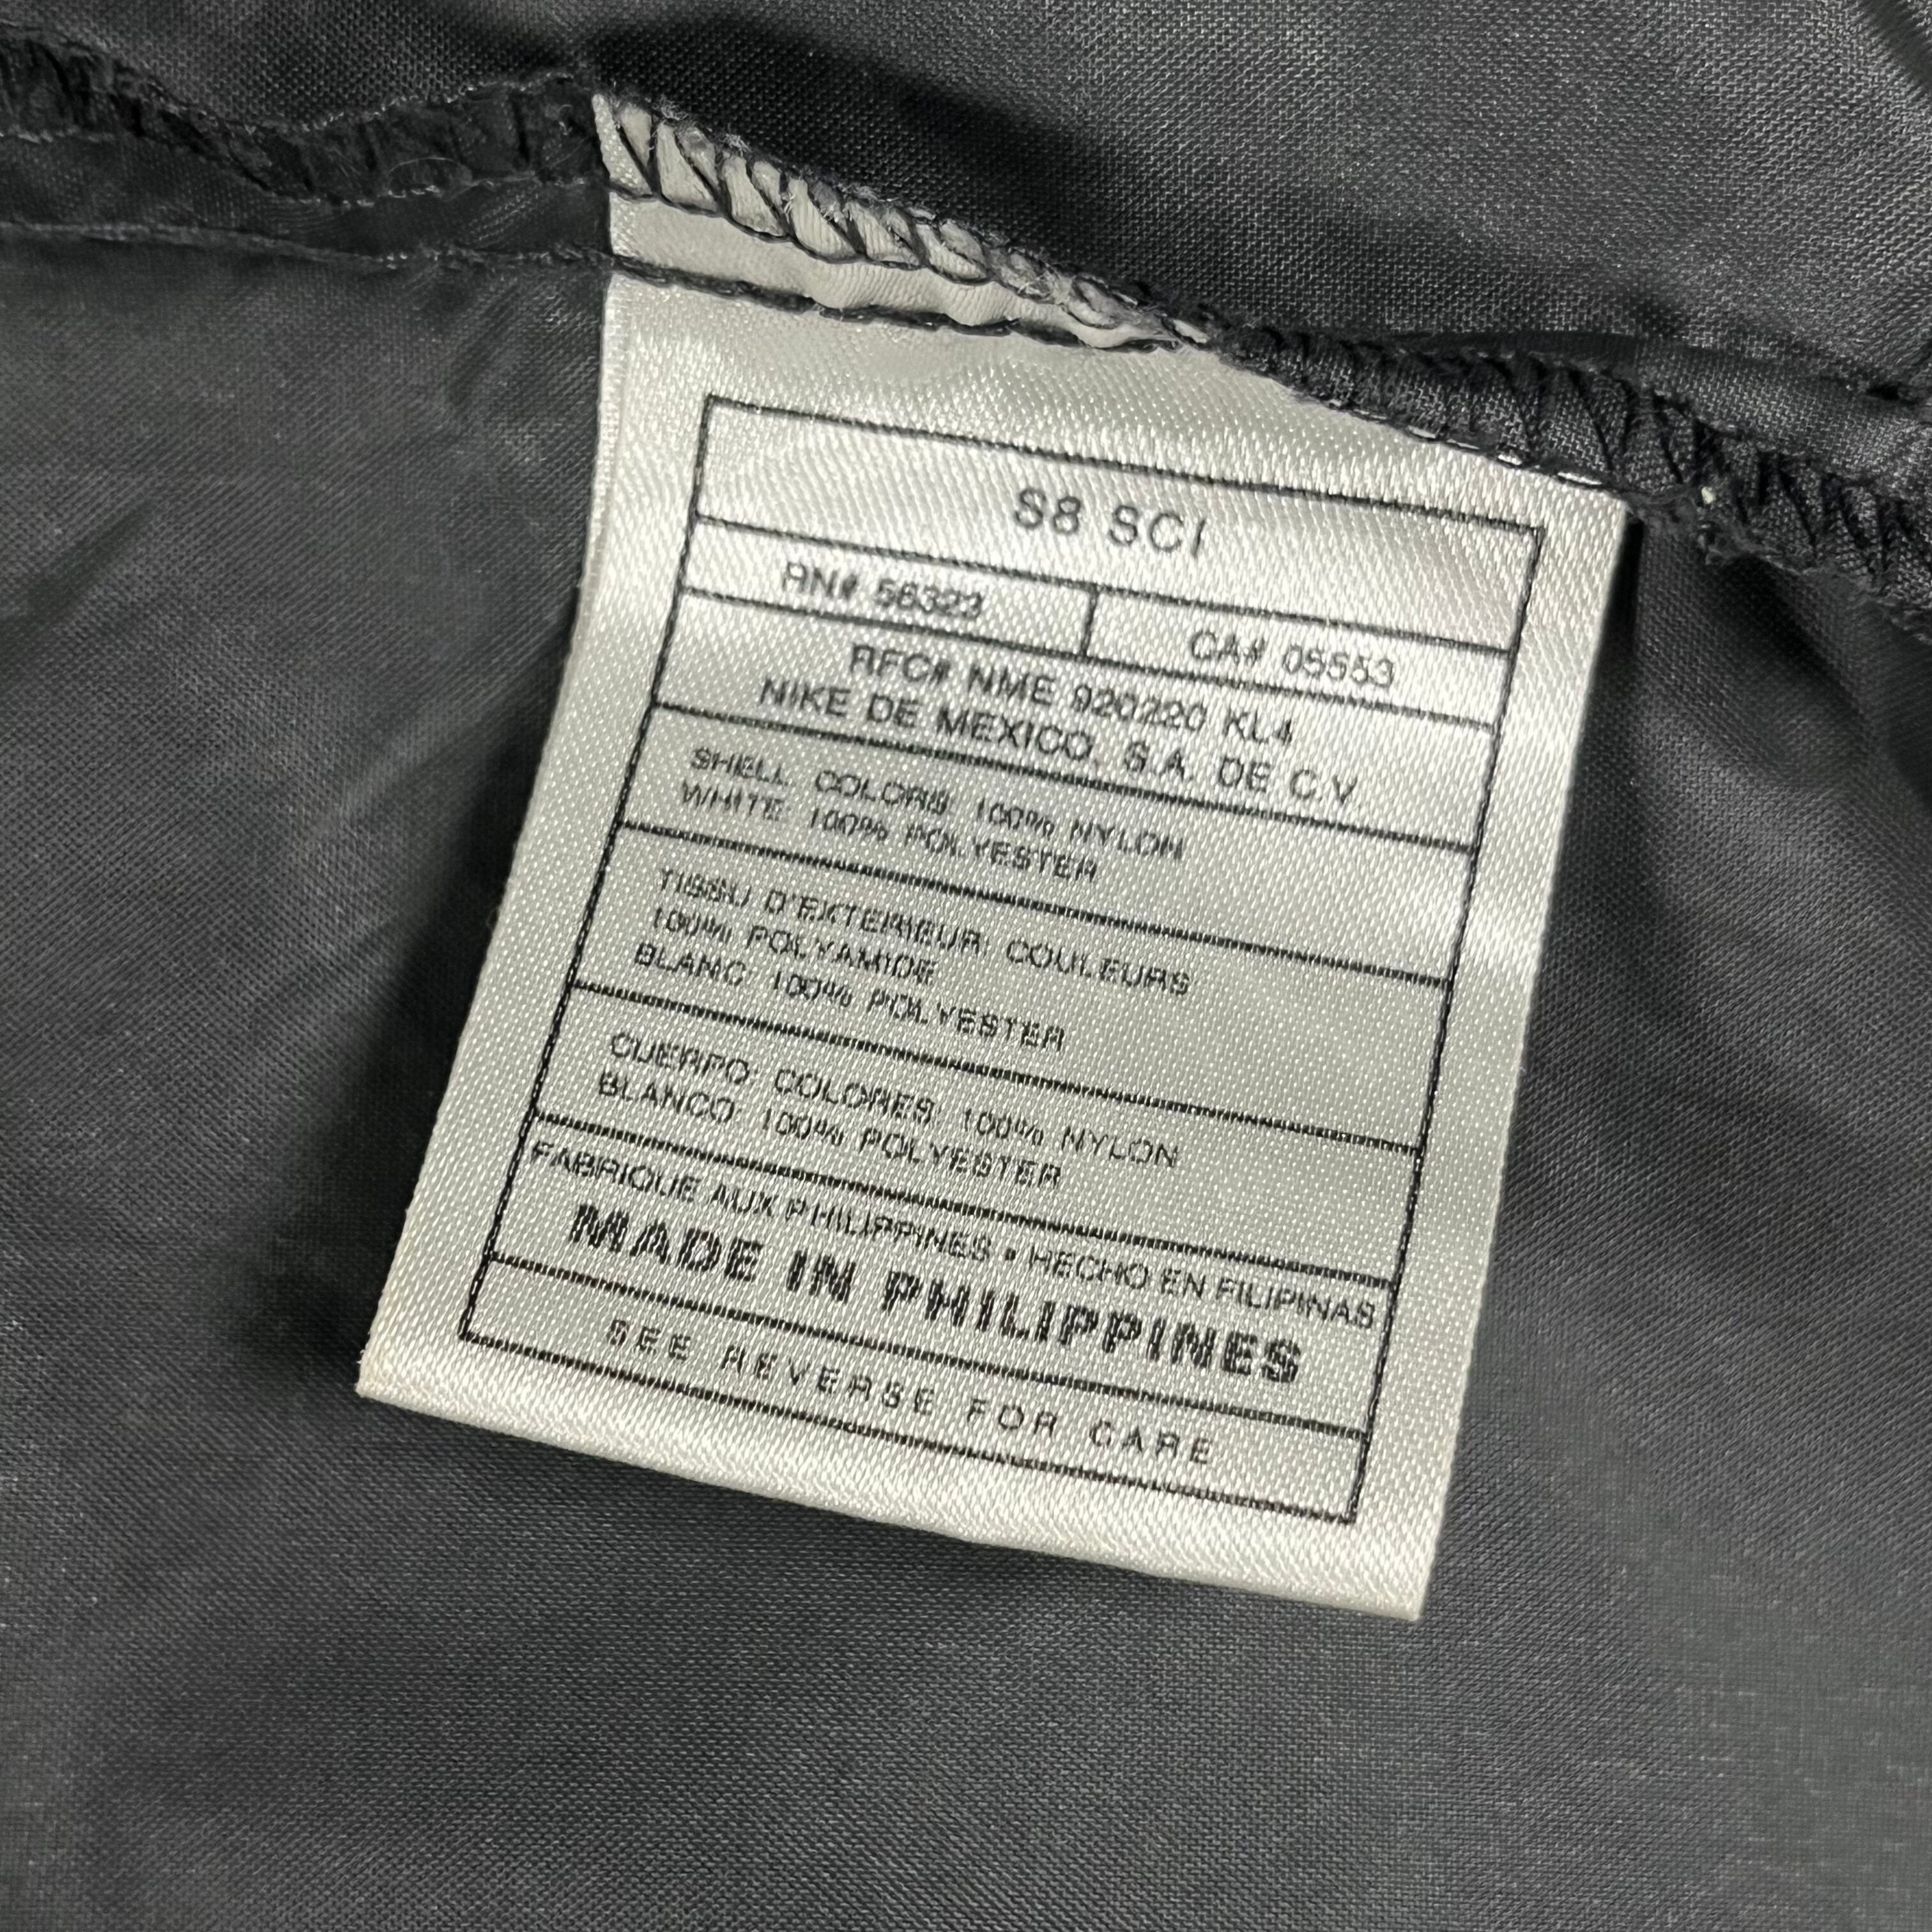 S8 SCI
RN# 56323
CA# 05553
RFC# NME 920220 KL4
NIKE DE MEXICO, S.A. DE C.V.
SHELL COLORS: 100% NYLON
WHITE: 100% POLYESTER
TISSU D'EXTERIEUR: COULEURS
100% POLYAMIDE
BLANC: 100% POLYESTER
CUERPO: COLORES: 100% NYLON
BLANCO: 100% POLYESTER
FABRIQUE AUX PHILIPPINES • HECHO EN FILIPINAS
MADE IN PHILIPPINES
SEE REVERSE FOR CARE